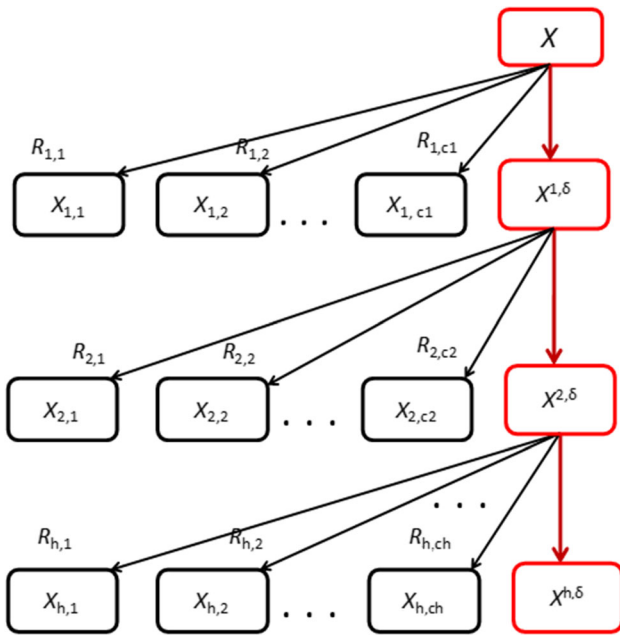 X
R1,1 R1,2 R1,c1
X1,1 X1,2 . . . X1, c1 X1,δ
R2,1 R2,2 R2,c2
X2,1 X2,2 . . . X2,c2 X2,δ
. . .
Rh,1 Rh,2 Rh,ch
Xh,1 Xh,2 . . . Xh,ch Xh,δ